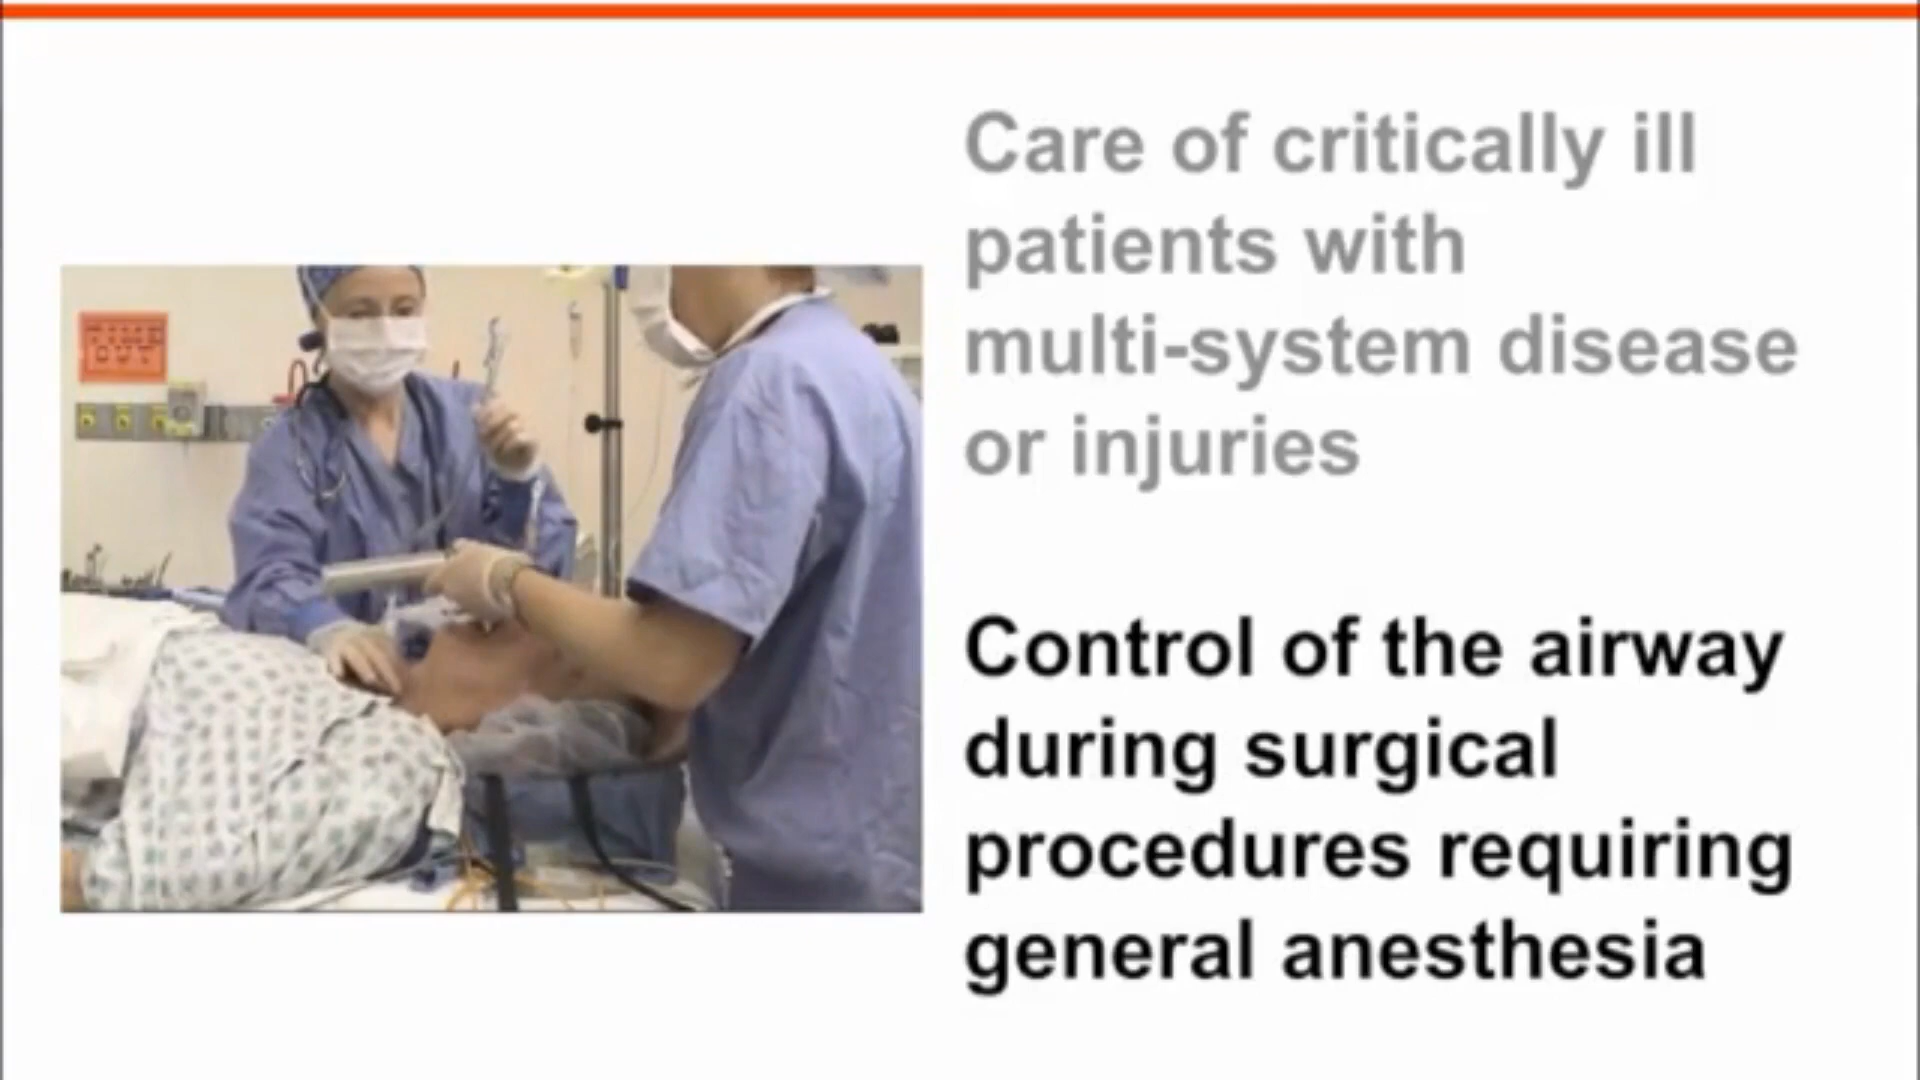 Care of critically ill
patients with
multi-system disease
or injuries
Control of the airway
during surgical
procedures requiring
general anesthesia